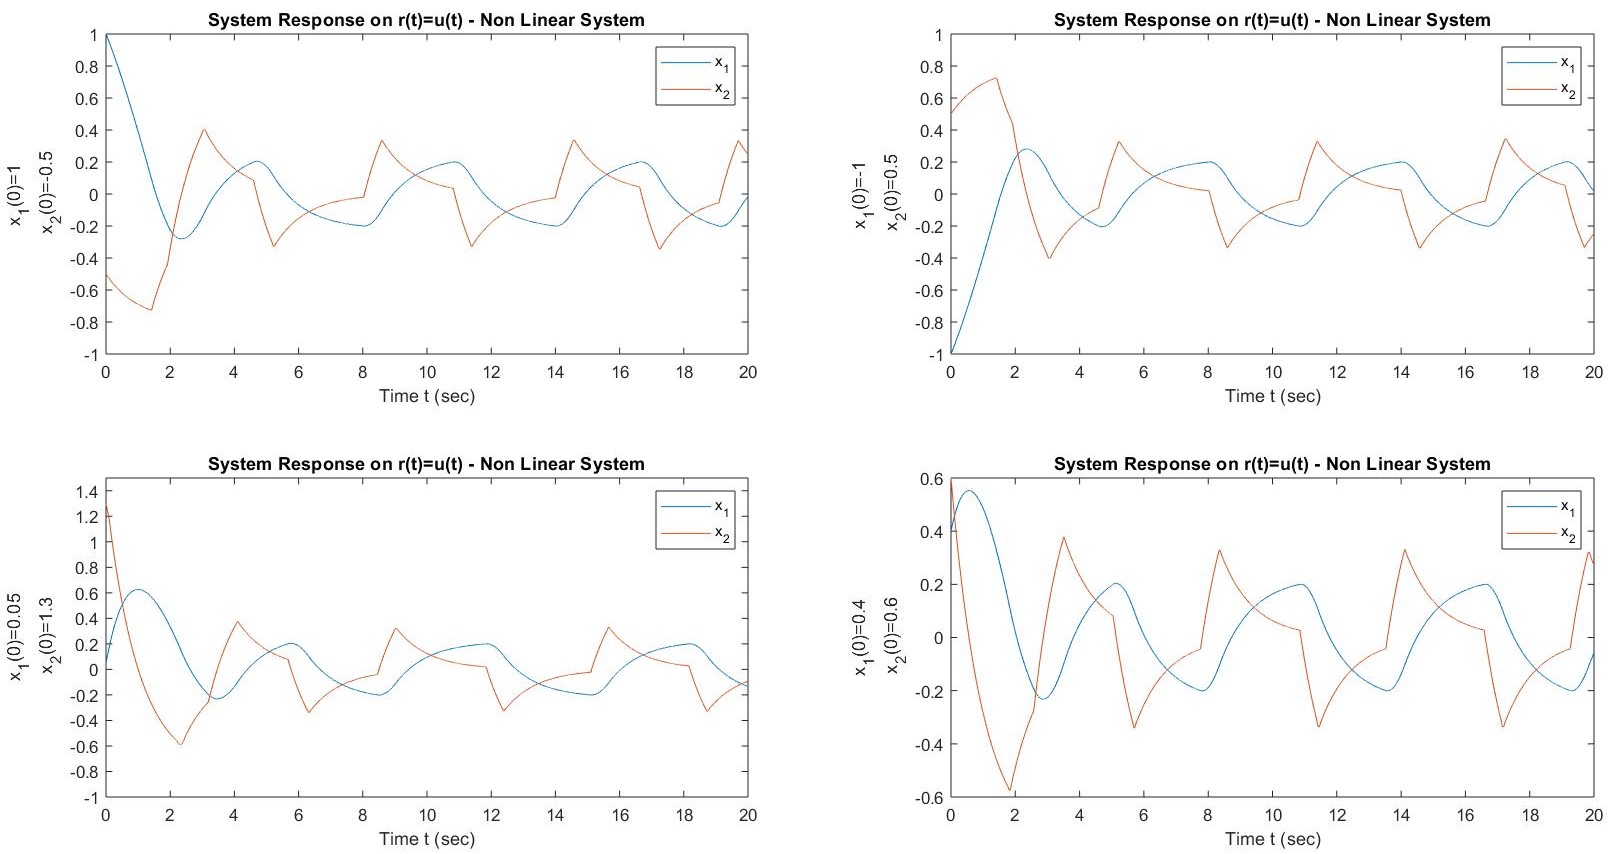 System Response on r(t)=u(t) - Non Linear System
x1(0)=1
x2(0)=-0.5
1
0.8
0.6
0.4
0.2
0
-0.2
-0.4
-0.6
-0.8
-1
x1
x2
0 2 4 6 8 10 12 14 16 18 20
Time t (sec)
System Response on r(t)=u(t) - Non Linear System
x1(0)=-1
x2(0)=0.5
1
0.8
0.6
0.4
0.2
0
-0.2
-0.4
-0.6
-0.8
-1
x1
x2
0 2 4 6 8 10 12 14 16 18 20
Time t (sec)
System Response on r(t)=u(t) - Non Linear System
x1(0)=0.05
x2(0)=1.3
1.4
1.2
1
0.8
0.6
0.4
0.2
0
-0.2
-0.4
-0.6
-0.8
-1
x1
x2
0 2 4 6 8 10 12 14 16 18 20
Time t (sec)
System Response on r(t)=u(t) - Non Linear System
x1(0)=0.4
x2(0)=0.6
0.6
0.4
0.2
0
-0.2
-0.4
-0.6
x1
x2
0 2 4 6 8 10 12 14 16 18 20
Time t (sec)